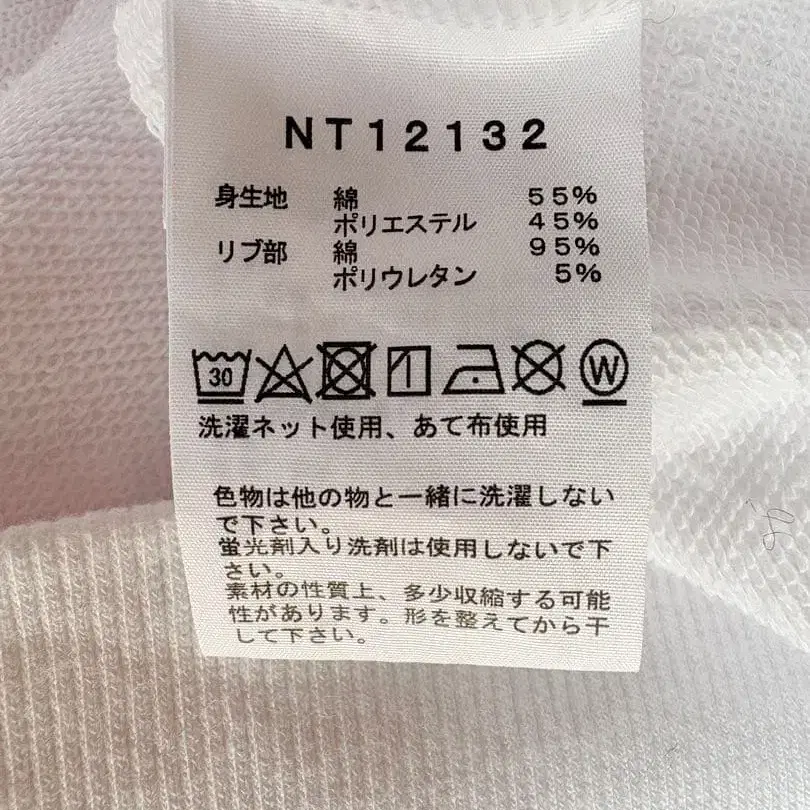 NT12132
身生地 綿 55%
ポリエステル 45%
リブ部 綿 95%
ポリウレタン 5%
30 W
洗濯ネット使用、あて布使用
色物は他の物と一緒に洗濯しない
で下さい。
蛍光剤入り洗剤は使用しないで下
さい。
素材の性質上、多少収縮する可能
性があります。形を整えてから干
して下さい。